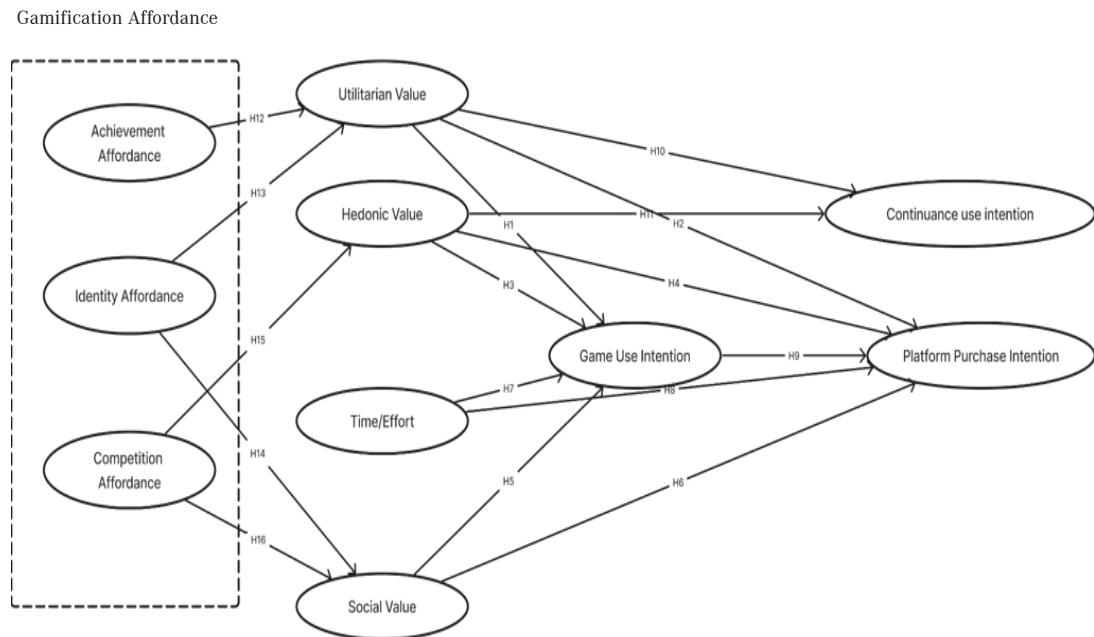 Gamification Affordance
Utilitarian Value
Achievement
Affordance
H12
H10
H13
Hedonic Value
H11
Continuance use intention
H1
H2
H3
H4
Identity Affordance
H15
Game Use Intention
H9
Platform Purchase Intention
H7
H8
Time/Effort
Competition
Affordance
H14
H5
H6
H16
Social Value